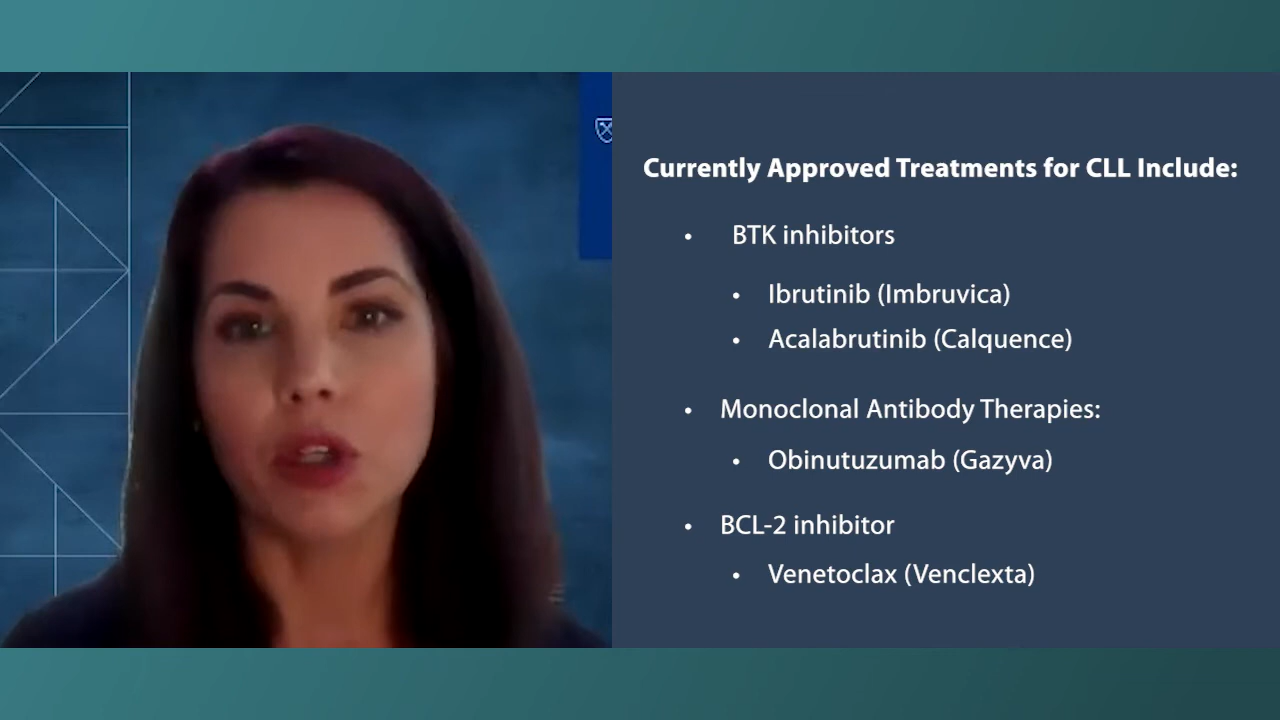 Currently Approved Treatments for CLL Include:
• BTK inhibitors
• Ibrutinib (Imbruvica)
• Acalabrutinib (Calquence)
• Monoclonal Antibody Therapies:
• Obinutuzumab (Gazyva)
• BCL-2 inhibitor
• Venetoclax (Venclexta)